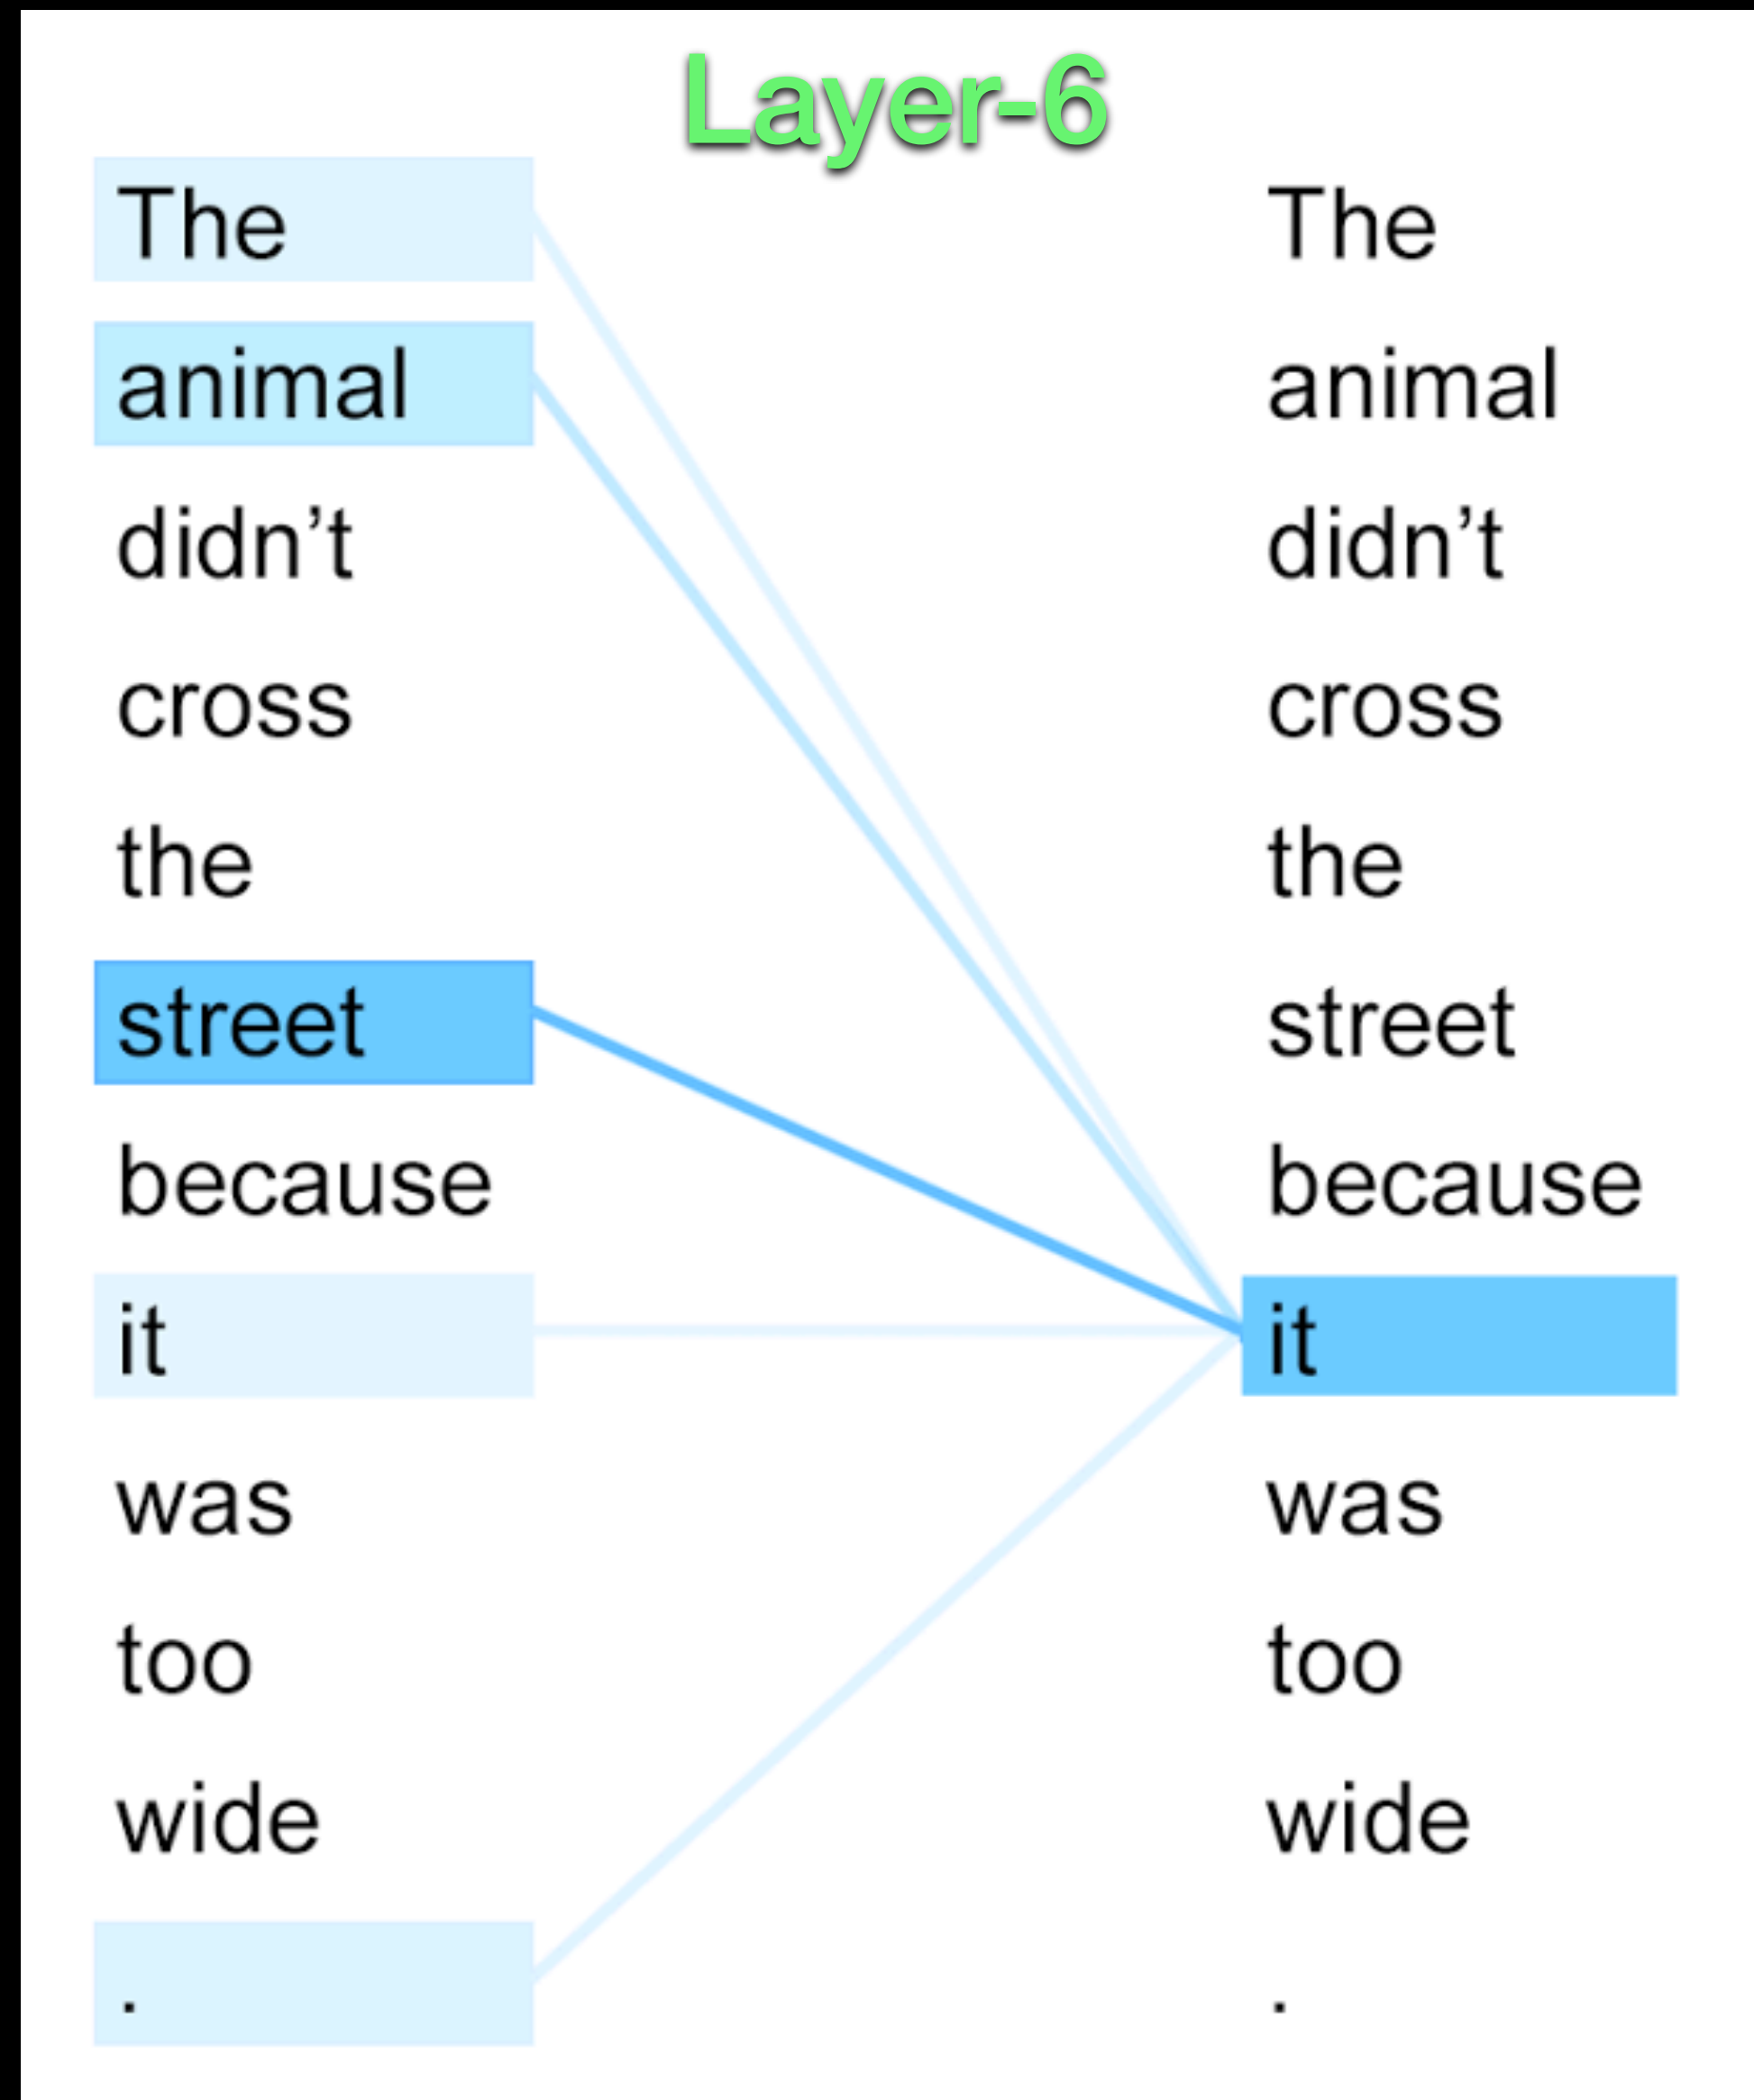 Layer-6
The The
animal animal
didn’t didn’t
cross cross
the the
street street
because because
it it
was was
too too
wide wide
. .